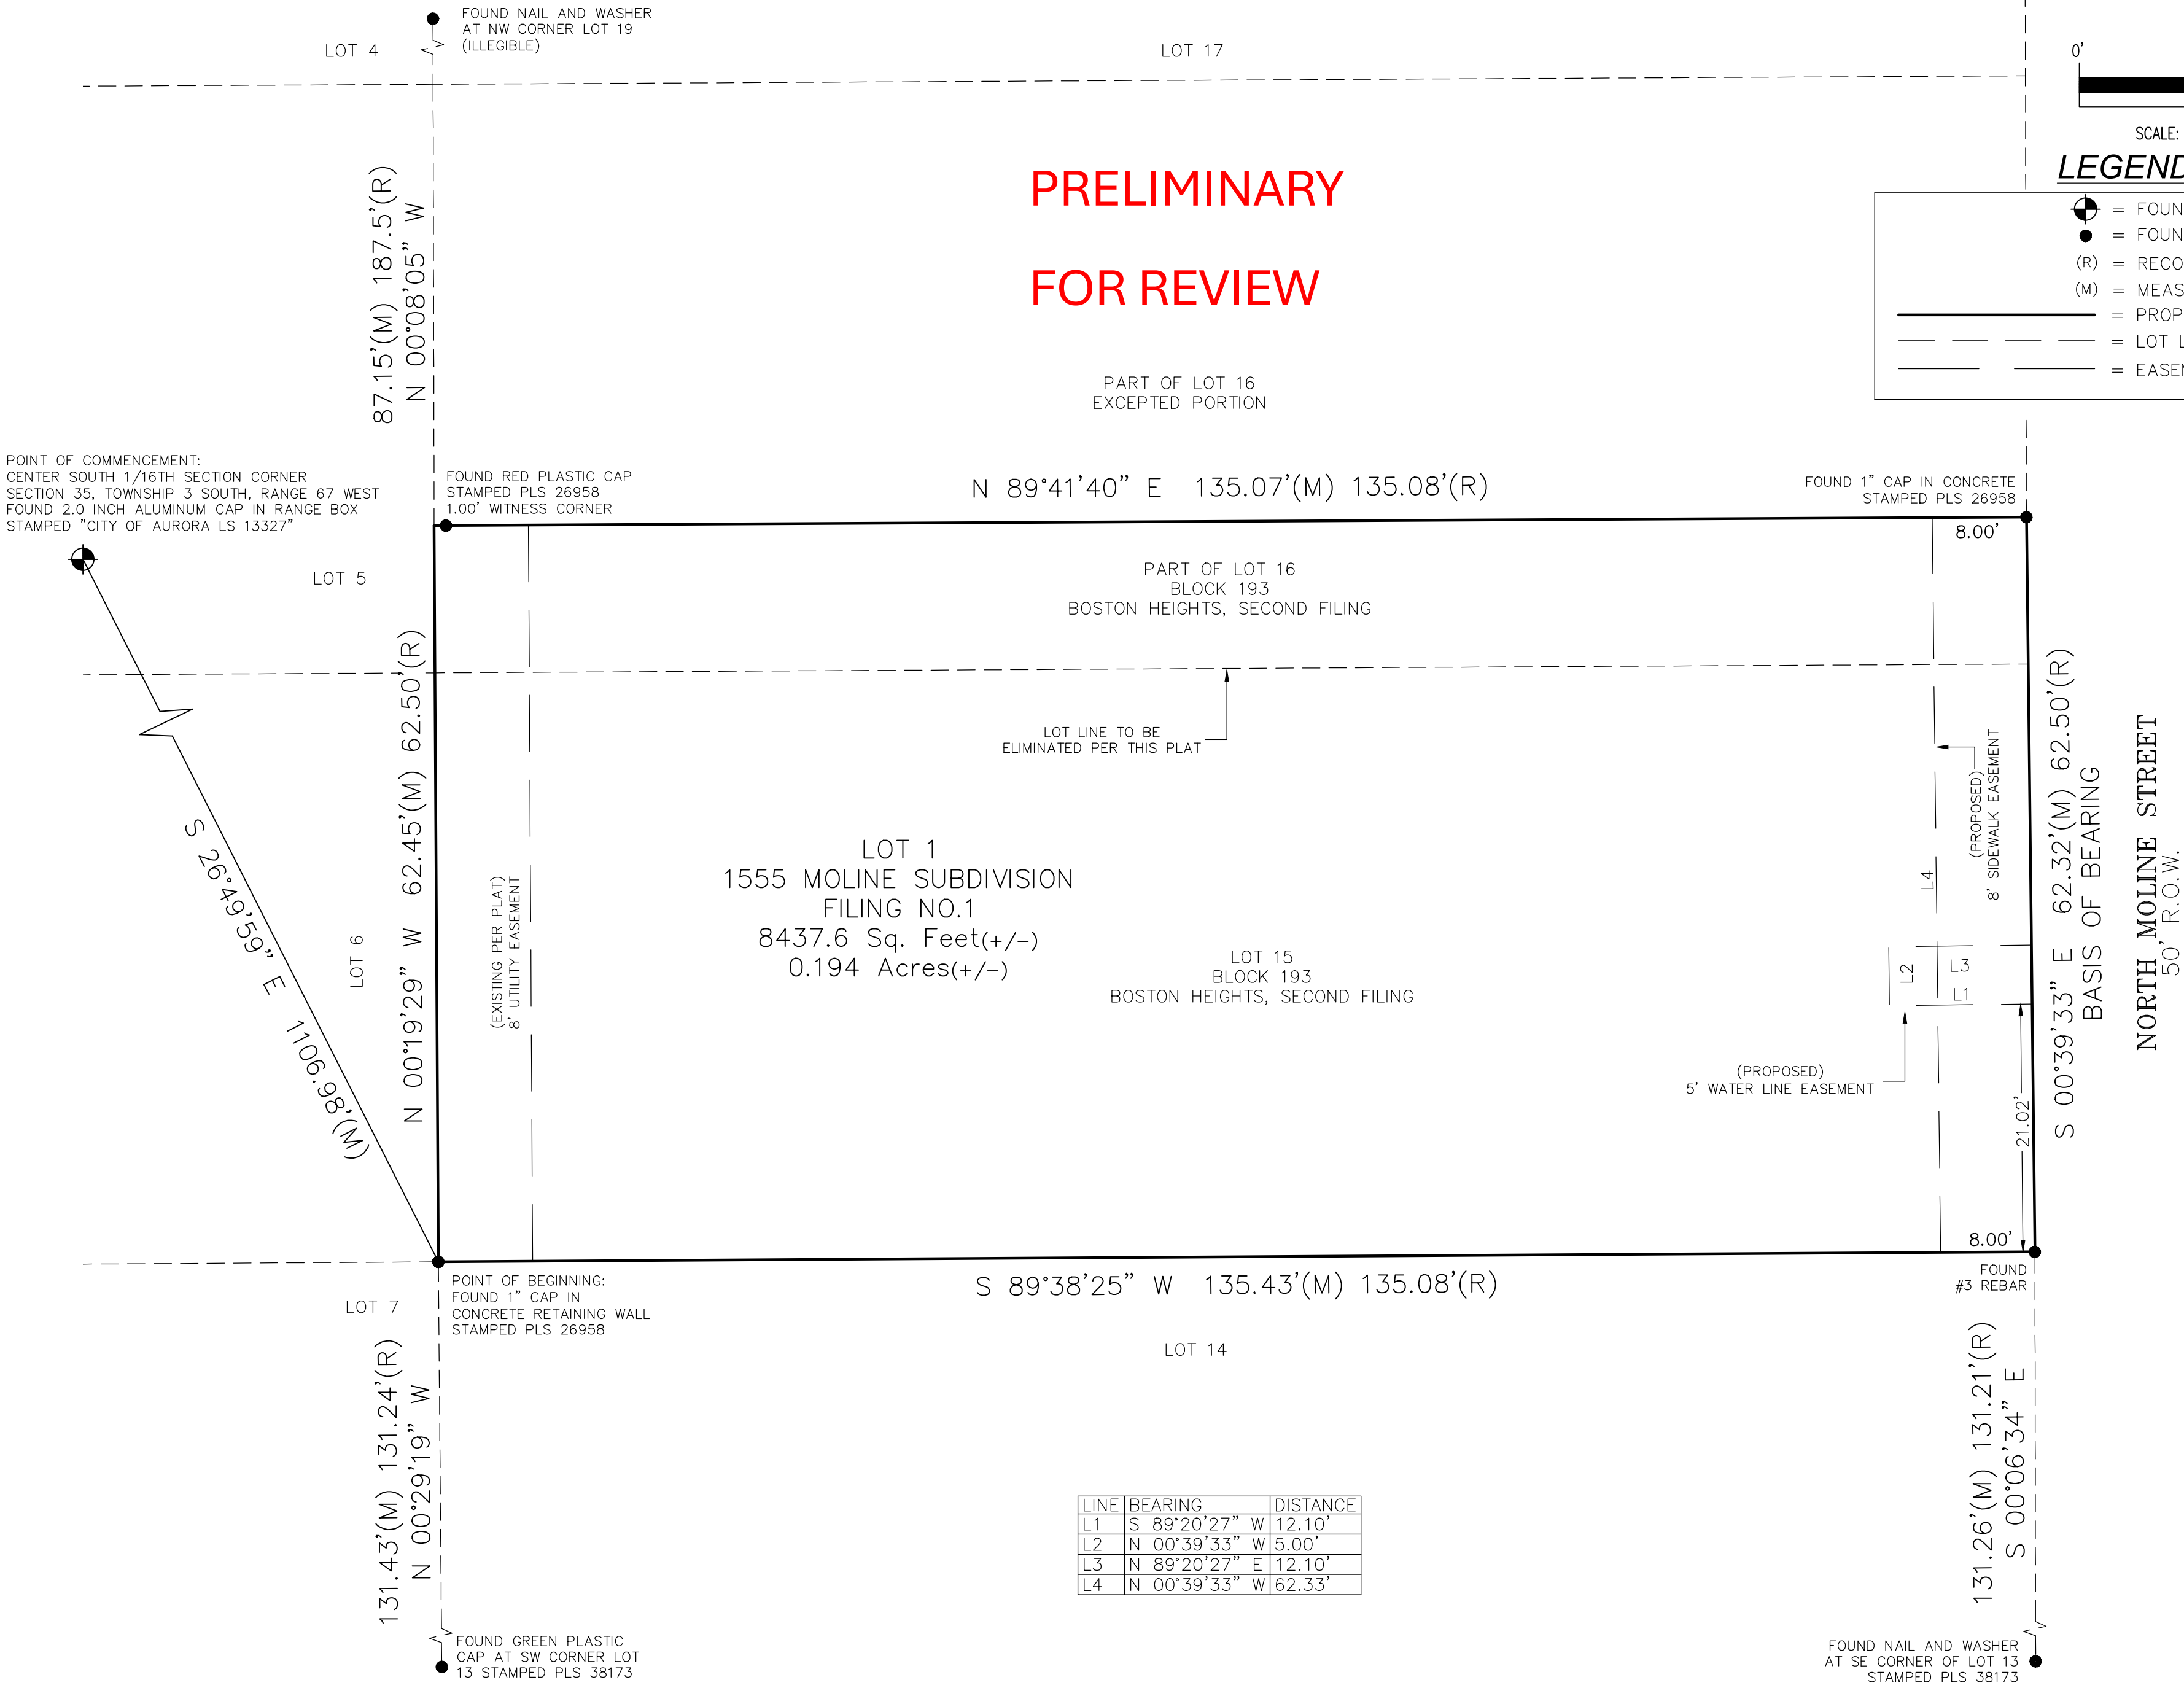 FOUND NAIL AND WASHER
AT NW CORNER LOT 19
(ILLEGIBLE)
LOT 4
LOT 17
0'
SCALE:
LEGEND
= FOUN
= FOUN
(R) = RECO
(M) = MEAS
= PROP
= LOT L
= EASE
PRELIMINARY
FOR REVIEW
87.15'(M) 187.5'(R)
N 00°08'05" W
PART OF LOT 16
EXCEPTED PORTION
POINT OF COMMENCEMENT:
CENTER SOUTH 1/16TH SECTION CORNER
SECTION 35, TOWNSHIP 3 SOUTH, RANGE 67 WEST
FOUND 2.0 INCH ALUMINUM CAP IN RANGE BOX
STAMPED "CITY OF AURORA LS 13327"
FOUND RED PLASTIC CAP
STAMPED PLS 26958
1.00' WITNESS CORNER
N 89°41'40" E 135.07'(M) 135.08'(R)
FOUND 1" CAP IN CONCRETE
STAMPED PLS 26958
8.00'
LOT 5
PART OF LOT 16
BLOCK 193
BOSTON HEIGHTS, SECOND FILING
LOT LINE TO BE
ELIMINATED PER THIS PLAT
S 26°49'59" E 1106.98'(M)
LOT 6
N 00°19'29" W 62.45'(M) 62.50'(R)
(EXISTING PER PLAT)
8' UTILITY EASEMENT
LOT 1
1555 MOLINE SUBDIVISION
FILING NO.1
8437.6 Sq. Feet(+/-)
0.194 Acres(+/-)
LOT 15
BLOCK 193
BOSTON HEIGHTS, SECOND FILING
L4
(PROPOSED)
8' SIDEWALK EASEMENT
L2
L3
L1
(PROPOSED)
5' WATER LINE EASEMENT
21.02'
S 00°39'33" E 62.32'(M) 62.50'(R)
BASIS OF BEARING
NORTH MOLINE STREET
50' R.O.W.
8.00'
FOUND
#3 REBAR
POINT OF BEGINNING:
FOUND 1" CAP IN
CONCRETE RETAINING WALL
STAMPED PLS 26958
S 89°38'25" W 135.43'(M) 135.08'(R)
LOT 7
LOT 14
131.43'(M) 131.24'(R)
N 00°29'19" W
131.26'(M) 131.21'(R)
S 00°06'34" E
LINE BEARING DISTANCE
L1 S 89°20'27" W 12.10'
L2 N 00°39'33" W 5.00'
L3 N 89°20'27" E 12.10'
L4 N 00°39'33" W 62.33'
FOUND GREEN PLASTIC
CAP AT SW CORNER LOT
13 STAMPED PLS 38173
FOUND NAIL AND WASHER
AT SE CORNER OF LOT 13
STAMPED PLS 38173